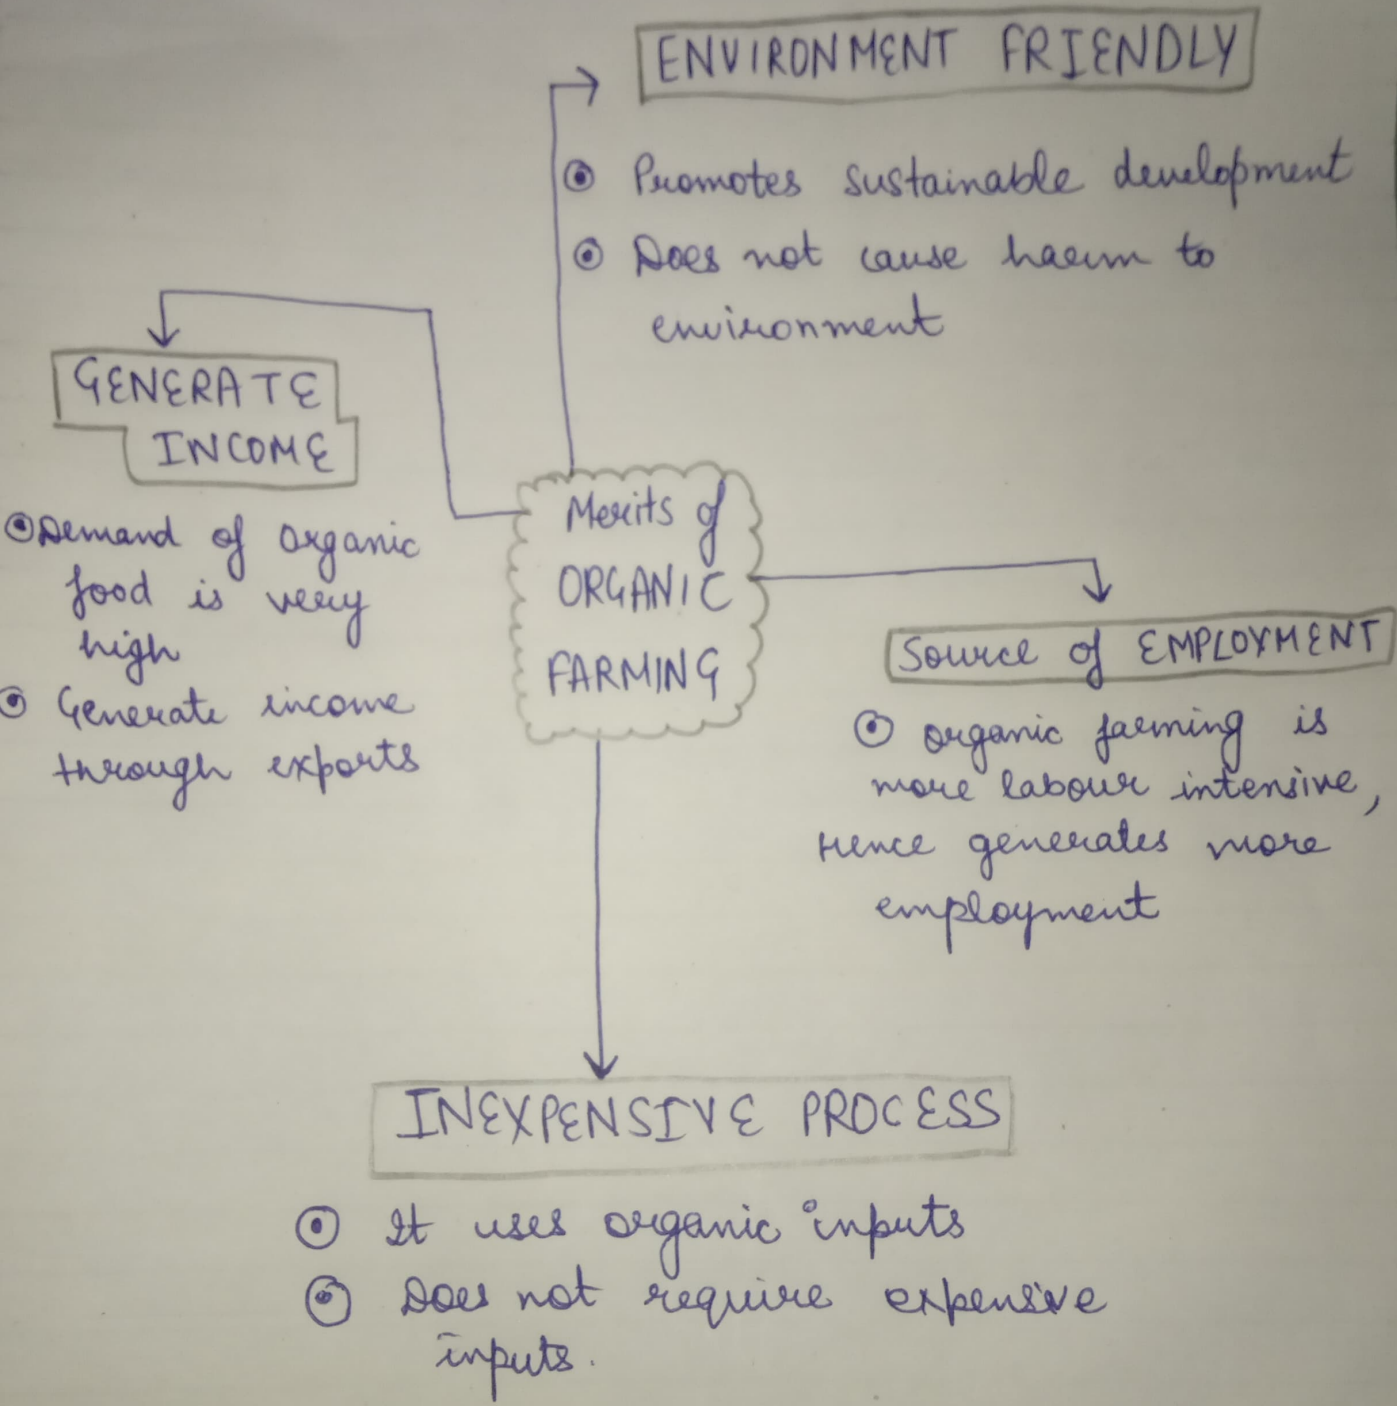 ENVIRONMENT FRIENDLY
Promotes sustainable development
Does not cause harm to
environment
GENERATE
INCOME
Demand of organic
food is very
high
Generate income
through exports
Merits of
ORGANIC
FARMING
Source of EMPLOYMENT
organic farming is
more labour intensive,
Hence generates more
employment
INEXPENSIVE PROCESS
It uses organic inputs
Does not require expensive
inputs.